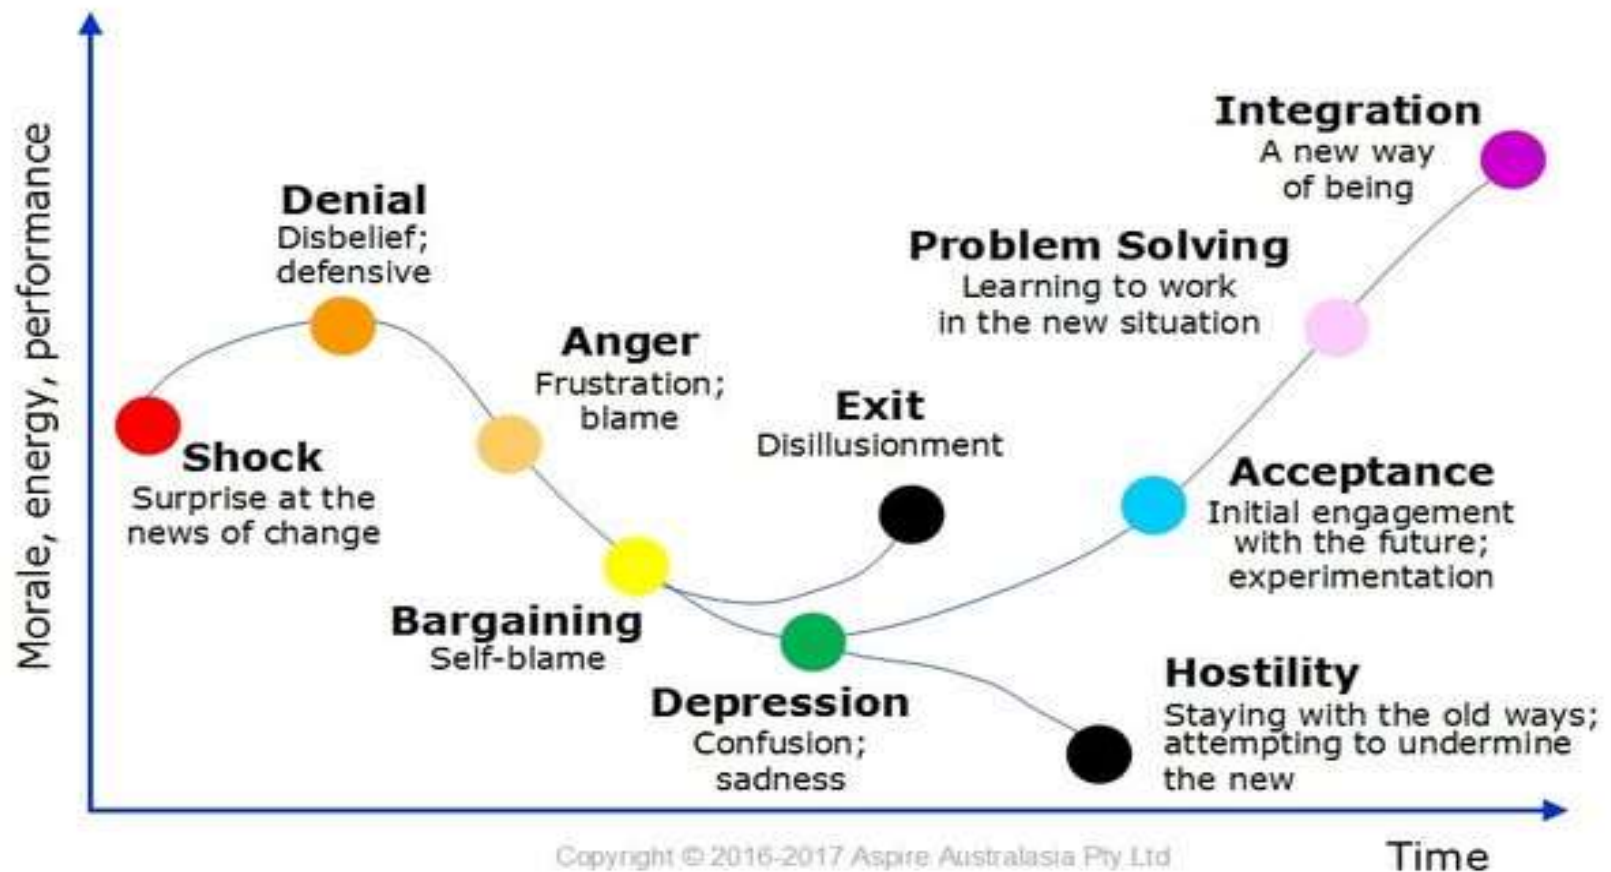 Morale, energy, performance
Shock
Surprise at the
news of change
Denial
Disbelief;
defensive
Anger
Frustration;
blame
Bargaining
Self-blame
Exit
Disillusionment
Depression
Confusion;
sadness
Hostility
Staying with the old ways;
attempting to undermine
the new
Acceptance
Initial engagement
with the future;
experimentation
Problem Solving
Learning to work
in the new situation
Integration
A new way
of being
Time
Copyright © 2016-2017 Aspire Australasia Pty Ltd